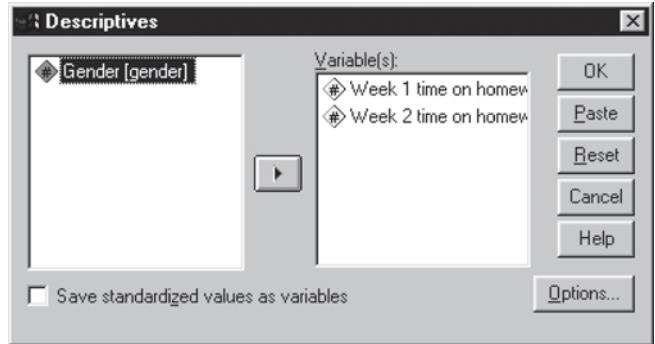 Descriptives
Gender [gender]
Variable(s):
# Week 1 time on homew
# Week 2 time on homew
OK
Paste
Reset
Cancel
Help
Save standardized values as variables
Options...